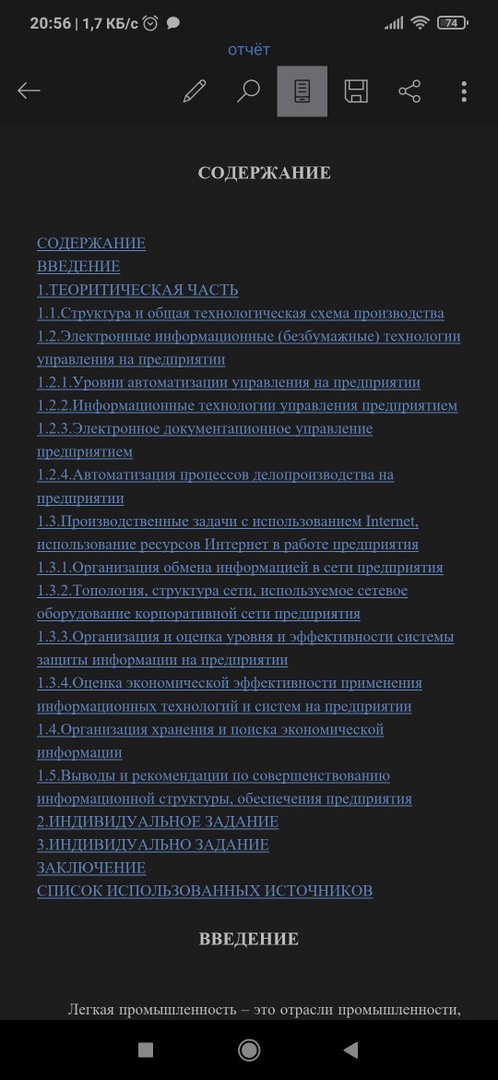 20:56 | 1,7 КБ/с
74
отчёт
СОДЕРЖАНИЕ
СОДЕРЖАНИЕ
ВВЕДЕНИЕ
1.ТЕОРИТИЧЕСКАЯ ЧАСТЬ
1.1.Структура и общая технологическая схема производства
1.2.Электронные информационные (безбумажные) технологии
управления на предприятии
1.2.1.Уровни автоматизации управления на предприятии
1.2.2.Информационные технологии управления предприятием
1.2.3.Электронное документационное управление
предприятием
1.2.4.Автоматизация процессов делопроизводства на
предприятии
1.3.Производственные задачи с использованием Internet,
использование ресурсов Интернет в работе предприятия
1.3.1.Организация обмена информацией в сети предприятия
1.3.2.Топология, структура сети, используемое сетевое
оборудование корпоративной сети предприятия
1.3.3.Организация и оценка уровня и эффективности системы
защиты информации на предприятии
1.3.4.Оценка экономической эффективности применения
информационных технологий и систем на предприятии
1.4.Организация хранения и поиска экономической
информации
1.5.Выводы и рекомендации по совершенствованию
информационной структуры, обеспечения предприятия
2.ИНДИВИДУАЛЬНОЕ ЗАДАНИЕ
3.ИНДИВИДУАЛЬНО ЗАДАНИЕ
ЗАКЛЮЧЕНИЕ
СПИСОК ИСПОЛЬЗОВАННЫХ ИСТОЧНИКОВ
ВВЕДЕНИЕ
Легкая промышленность – это отрасли промышленности,